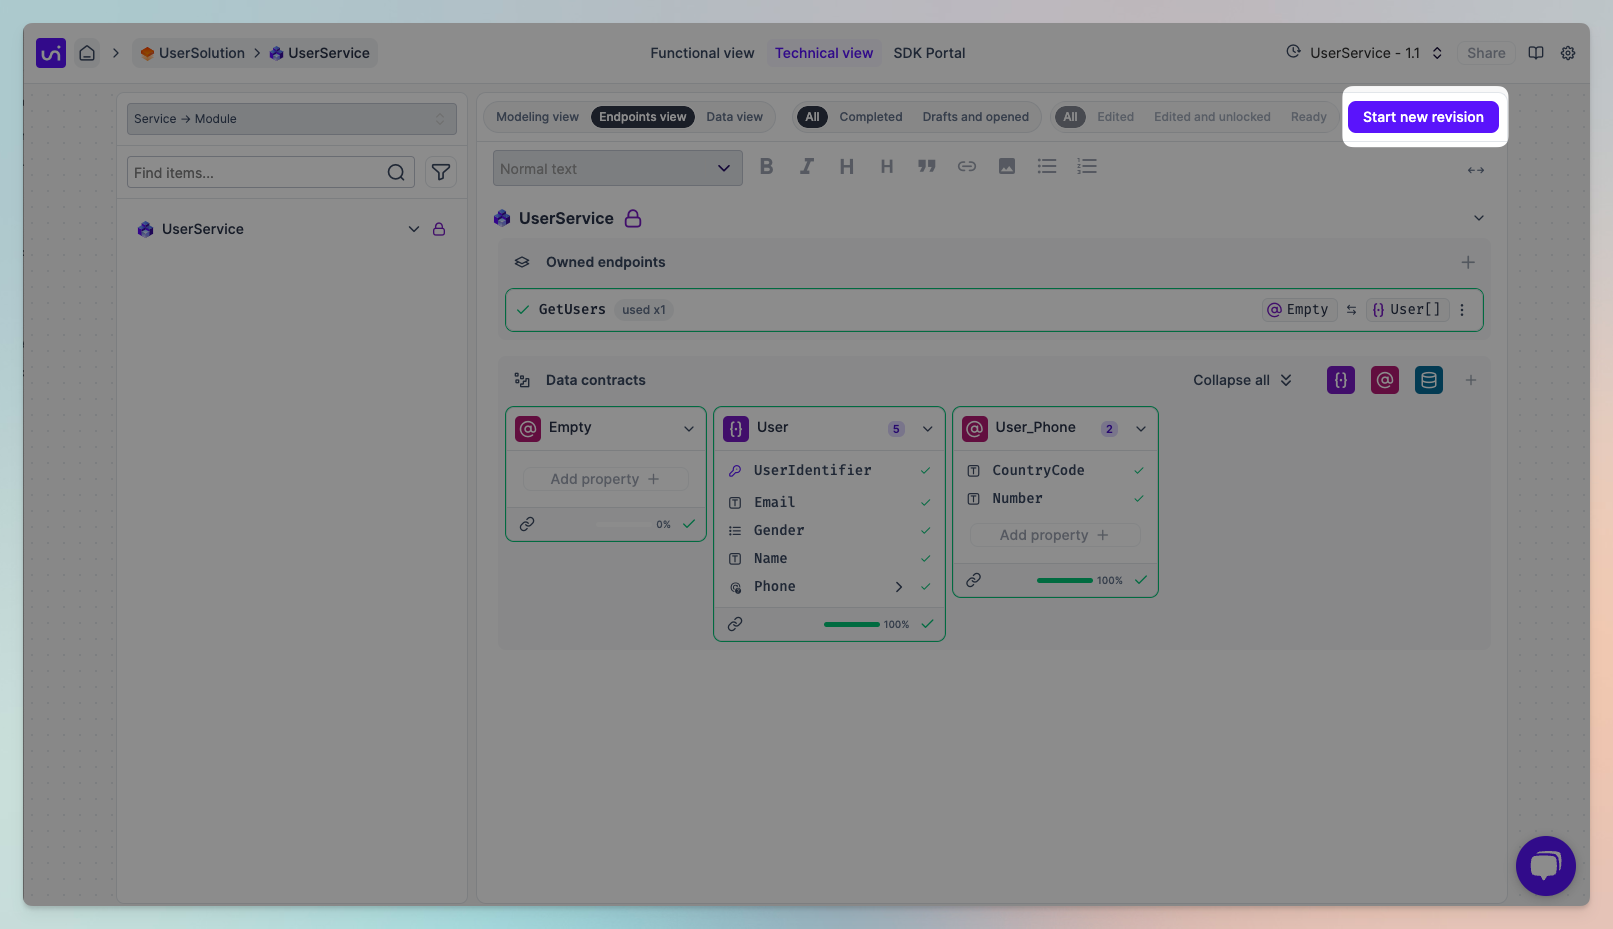 UserSolution
UserService
Functional view
Technical view
SDK Portal
UserService - 1.1
Share
Service → Module
Modeling view
Endpoints view
Data view
All
Completed
Drafts and opened
All
Edited
Edited and unlocked
Ready
Start new revision
Find items...
Normal text
B
I
H
H
UserService
UserService
Owned endpoints
GetUsers
used x1
Empty
User[]
Data contracts
Collapse all
Empty
Add property
0%
User
5
UserIdentifier
Email
Gender
Name
Phone
100%
User_Phone
2
CountryCode
Number
Add property
100%